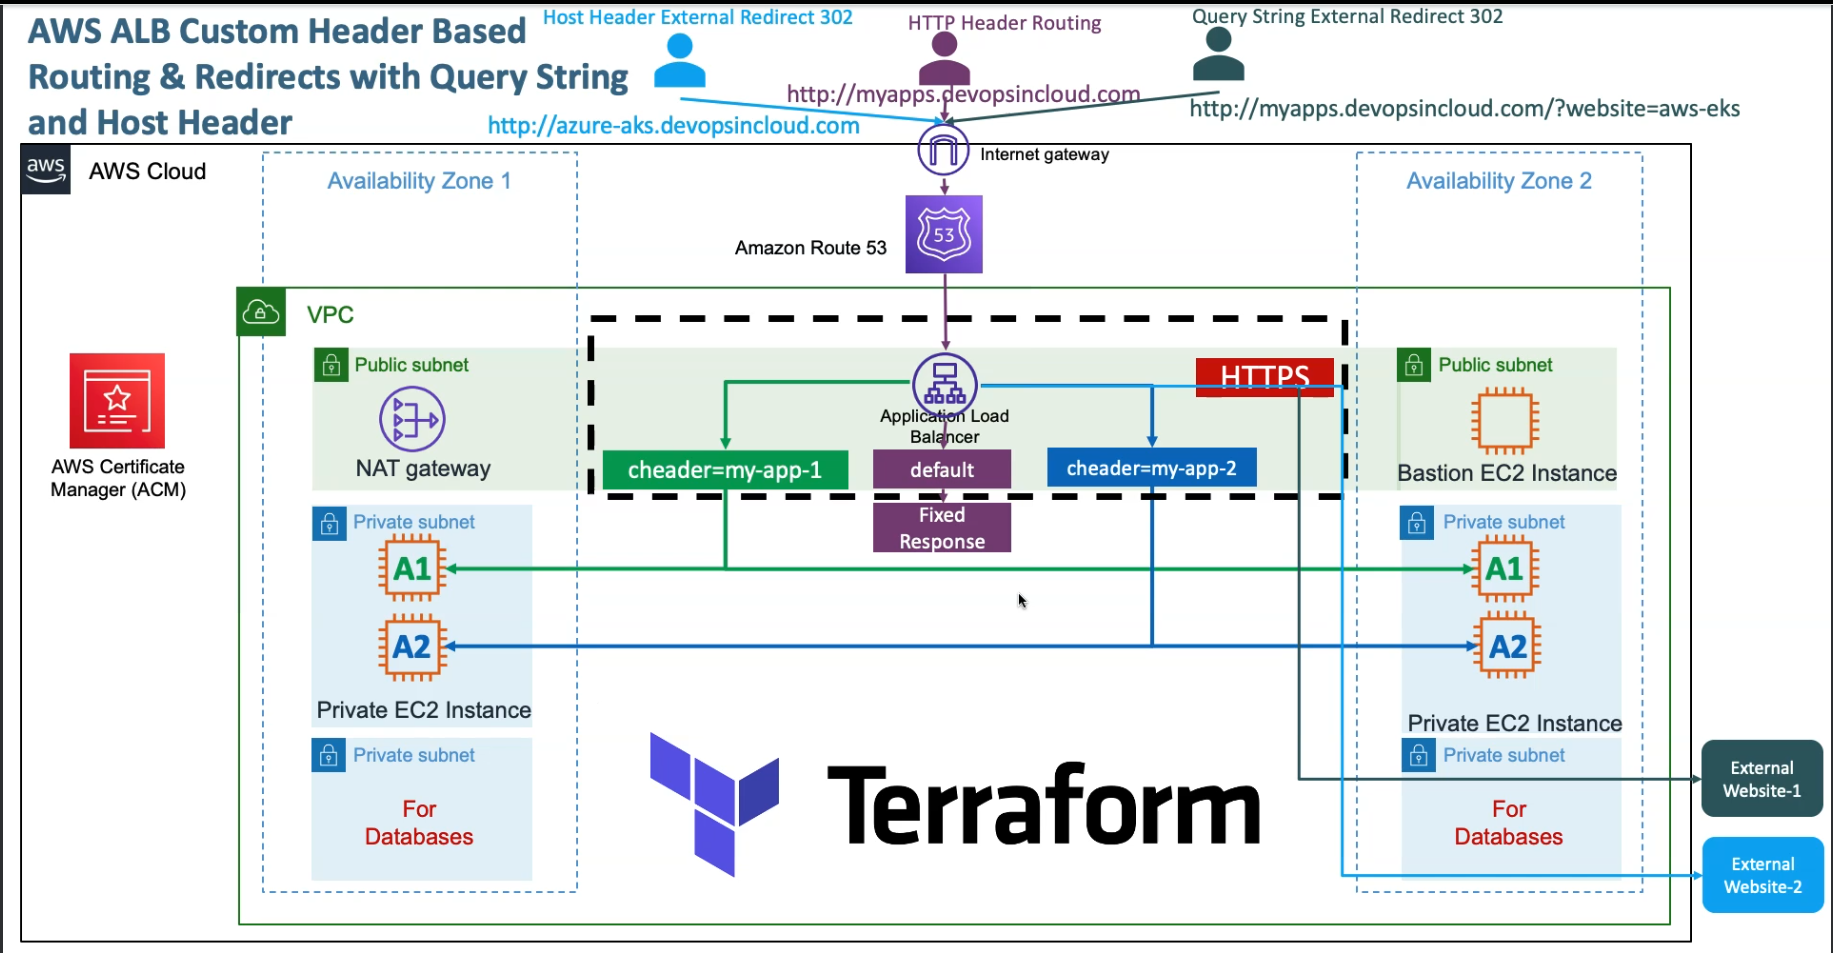 AWS ALB Custom Header Based
Routing & Redirects with Query String
and Host Header
Host Header External Redirect 302
HTTP Header Routing
Query String External Redirect 302
http://myapps.devopsincloud.com
http://azure-aks.devopsincloud.com
http://myapps.devopsincloud.com/?website=aws-eks
aws
AWS Cloud
Availability Zone 1
Internet gateway
Availability Zone 2
53
Amazon Route 53
VPC
Public subnet
HTTPS
Public subnet
Application Load
Balancer
NAT gateway
cheader=my-app-1
default
cheader=my-app-2
Bastion EC2 Instance
AWS Certificate
Manager (ACM)
Private subnet
Fixed
Response
Private subnet
A1
A1
A2
A2
Private EC2 Instance
Private EC2 Instance
Private subnet
Private subnet
For
Databases
Terraform
For
Databases
External
Website-1
External
Website-2